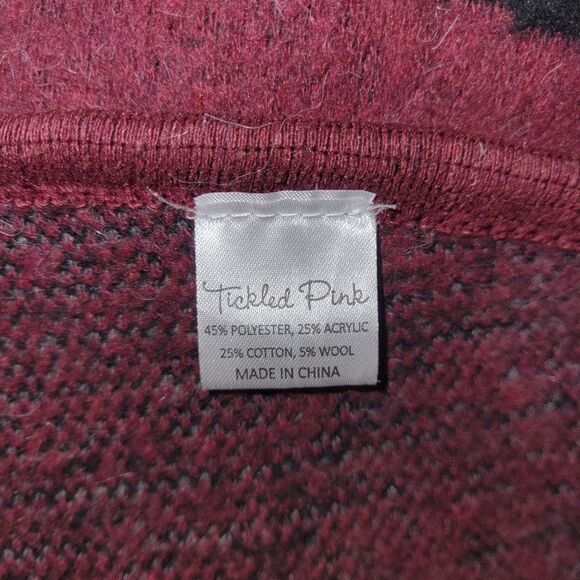 Tickled Pink
45% POLYESTER, 25% ACRYLIC
25% COTTON, 5% WOOL
MADE IN CHINA